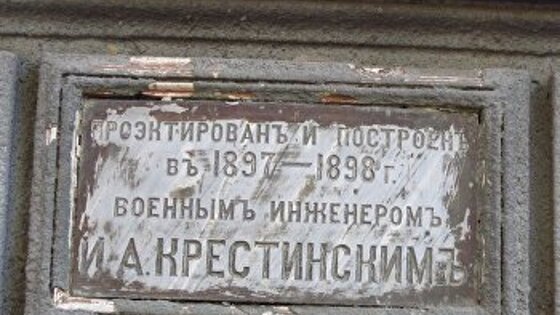 ПРОЭКТИРОВАНЪ И ПОСТРОЕНЪ
ВЪ 1897—1898 Г.
ВОЕННЫМЪ ИНЖЕНЕРОМЪ
И. А. КРЕСТИНСКИМЪ